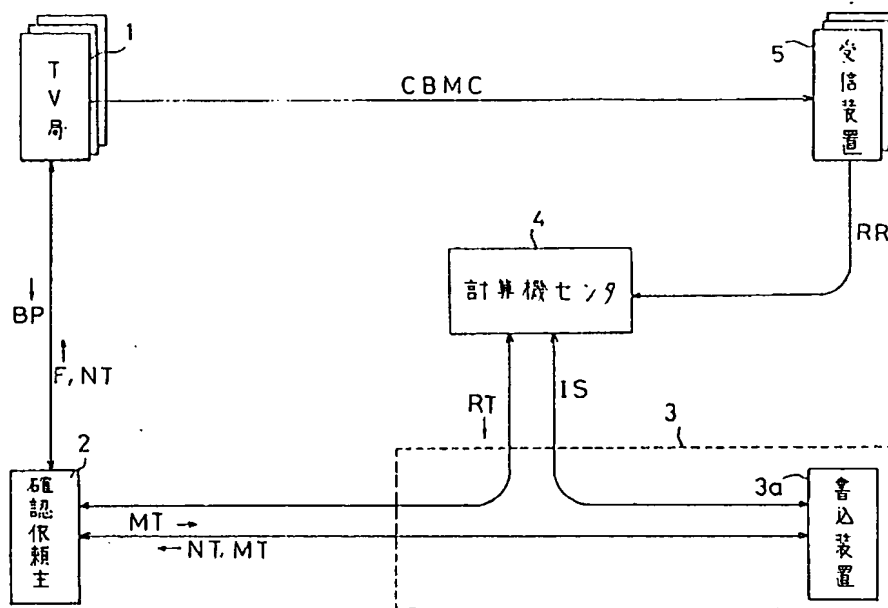 1
TV局
CBMC
5
受信装置
RR
4
計算機センタ
BP
F,NT
RT
IS
3
2
確認依頼主
MT
NT,MT
3a
書込装置